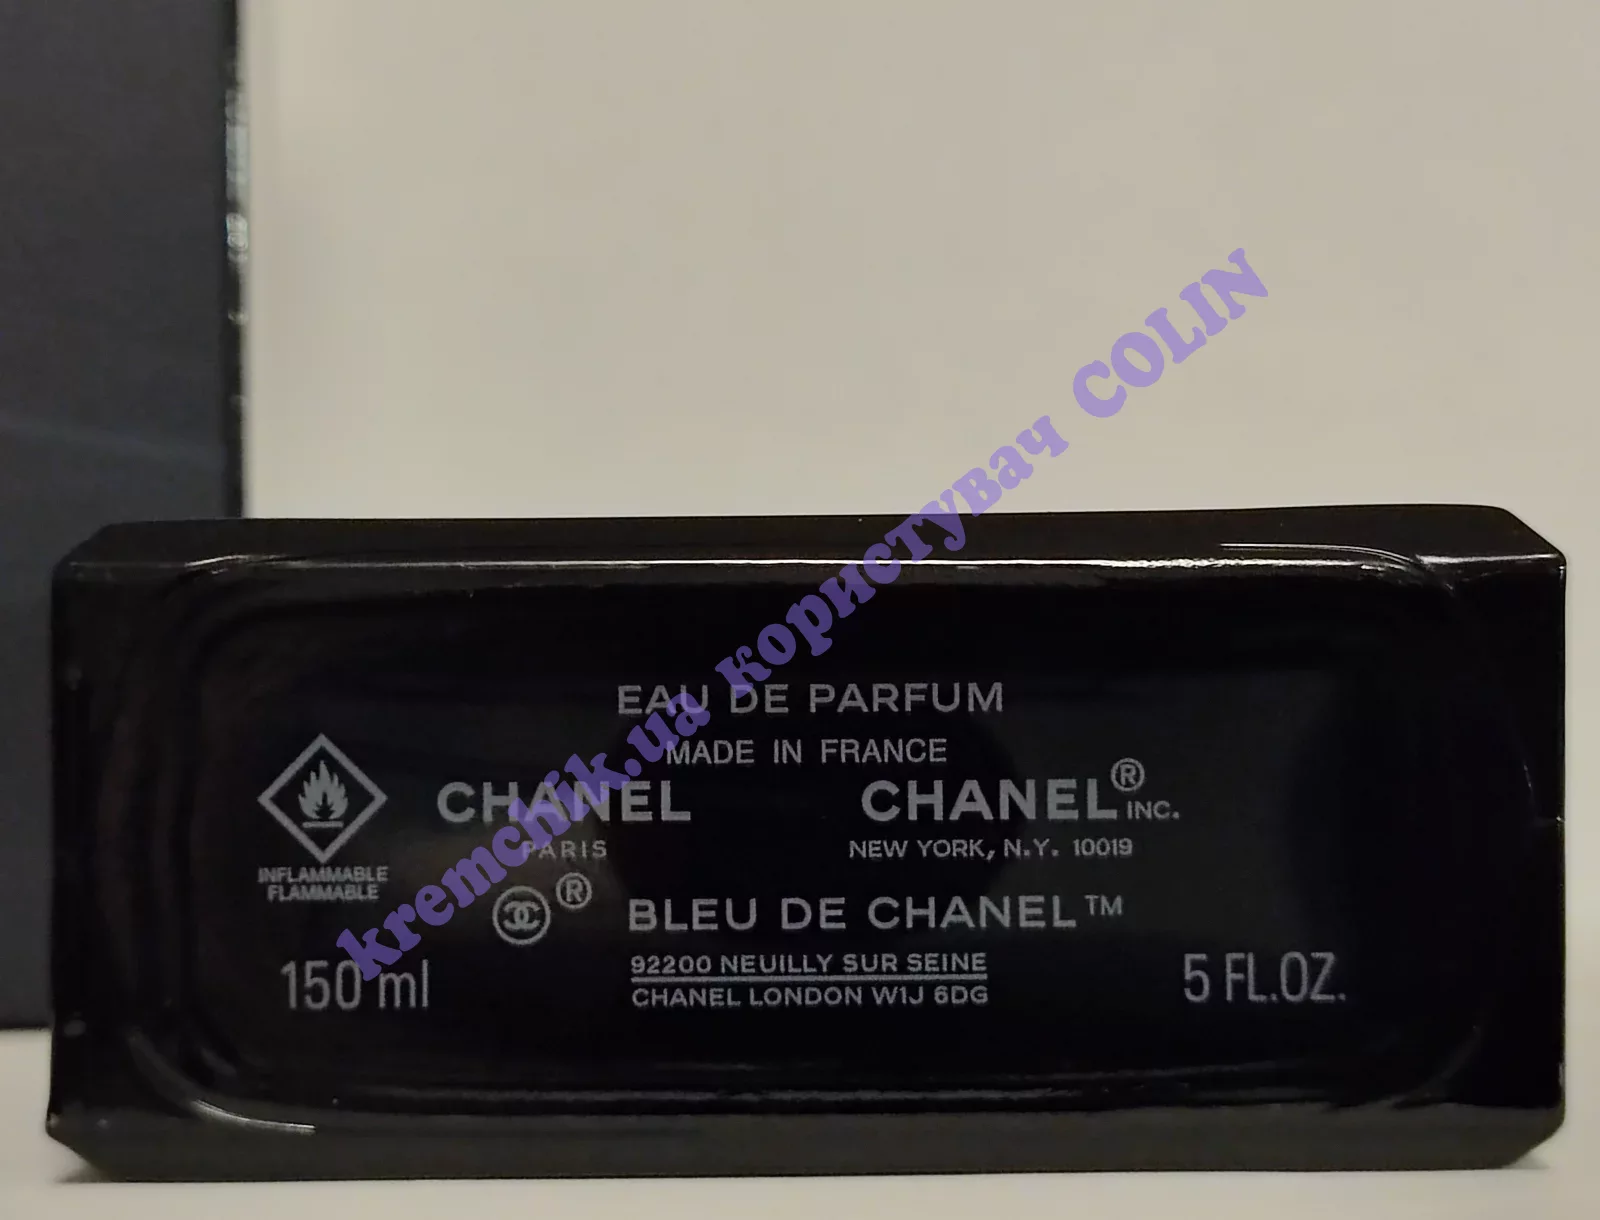 EAU DE PARFUM
MADE IN FRANCE
CHANEL
PARIS
CHANEL® INC.
NEW YORK, N.Y. 10019
INFLAMMABLE
FLAMMABLE
®
BLEU DE CHANEL™
150 ml
92200 NEUILLY SUR SEINE
CHANEL LONDON W1J 6DG
5 FL.OZ.
kremchik.ua користувач COLIN